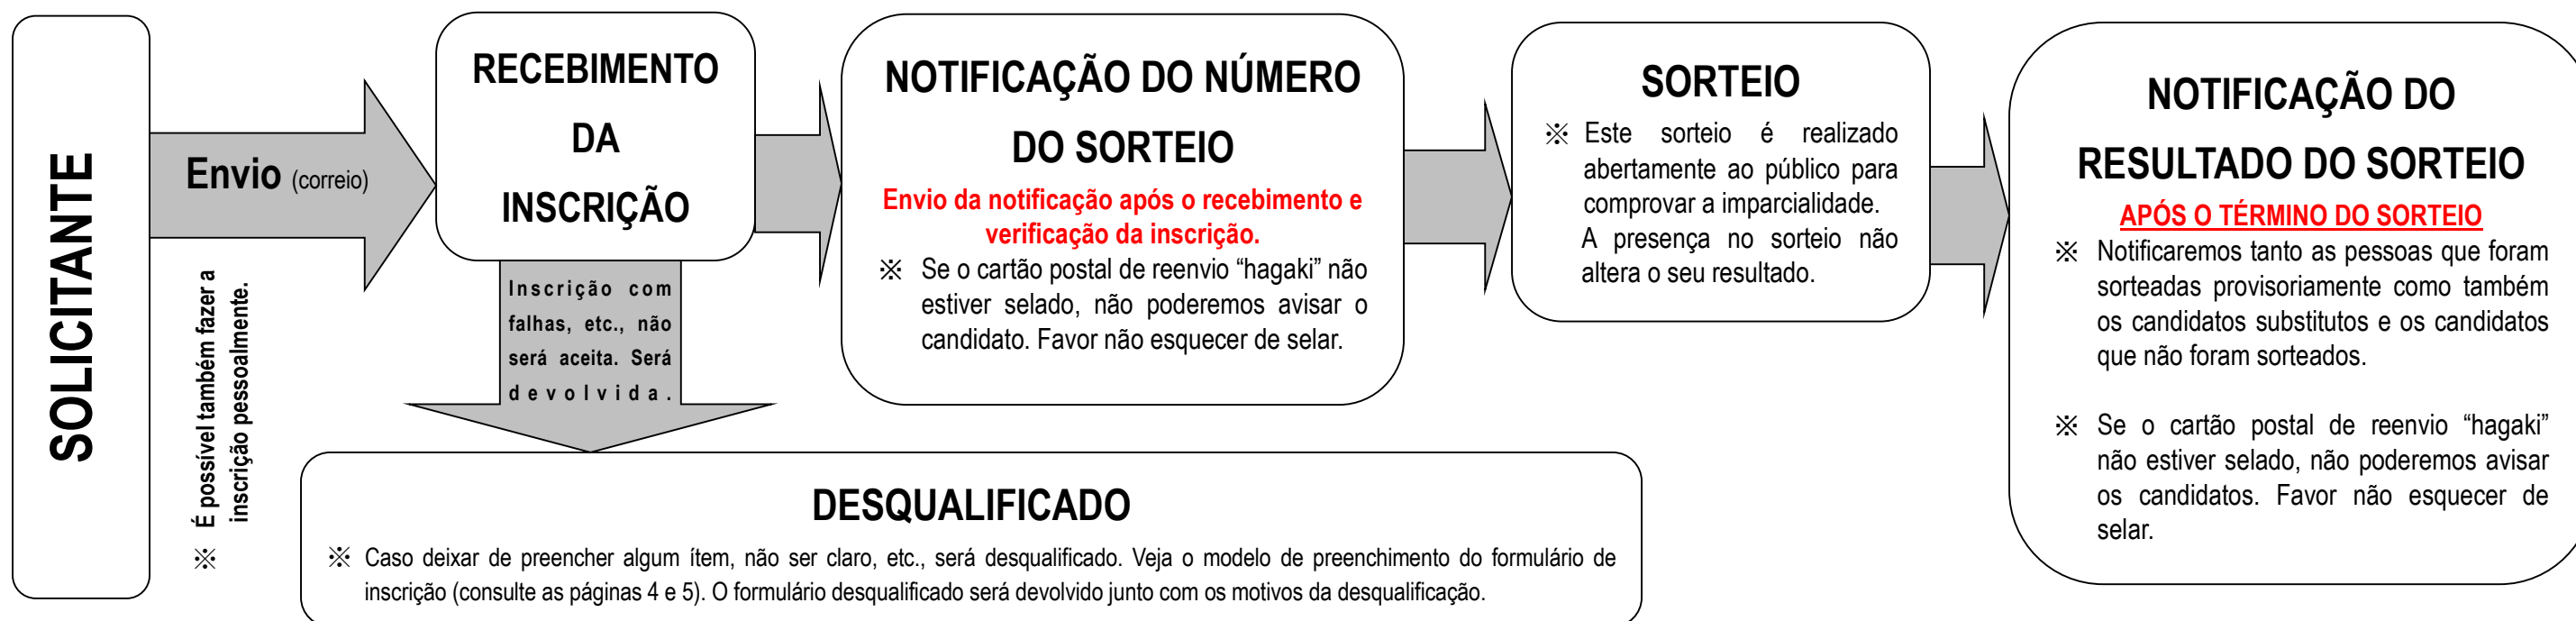 SOLICITANTE
Envio (correio)
※ É possível também fazer a
inscrição pessoalmente.
RECEBIMENTO
DA
INSCRIÇÃO
Inscrição com
falhas, etc., não
será aceita. Será
devolvida.
NOTIFICAÇÃO DO NÚMERO
DO SORTEIO
Envio da notificação após o recebimento e
verificação da inscrição.
※ Se o cartão postal de reenvio “hagaki” não
estiver selado, não poderemos avisar o
candidato. Favor não esquecer de selar.
SORTEIO
※ Este sorteio é realizado
abertamente ao público para
comprovar a imparcialidade.
A presença no sorteio não
altera o seu resultado.
NOTIFICAÇÃO DO
RESULTADO DO SORTEIO
APÓS O TÉRMINO DO SORTEIO
※ Notificaremos tanto as pessoas que foram
sorteadas provisoriamente como também
os candidatos substitutos e os candidatos
que não foram sorteados.
※ Se o cartão postal de reenvio “hagaki”
não estiver selado, não poderemos avisar
os candidatos. Favor não esquecer de
selar.
DESQUALIFICADO
※ Caso deixar de preencher algum ítem, não ser claro, etc., será desqualificado. Veja o modelo de preenchimento do formulário de
inscrição (consulte as páginas 4 e 5). O formulário desqualificado será devolvido junto com os motivos da desqualificação.